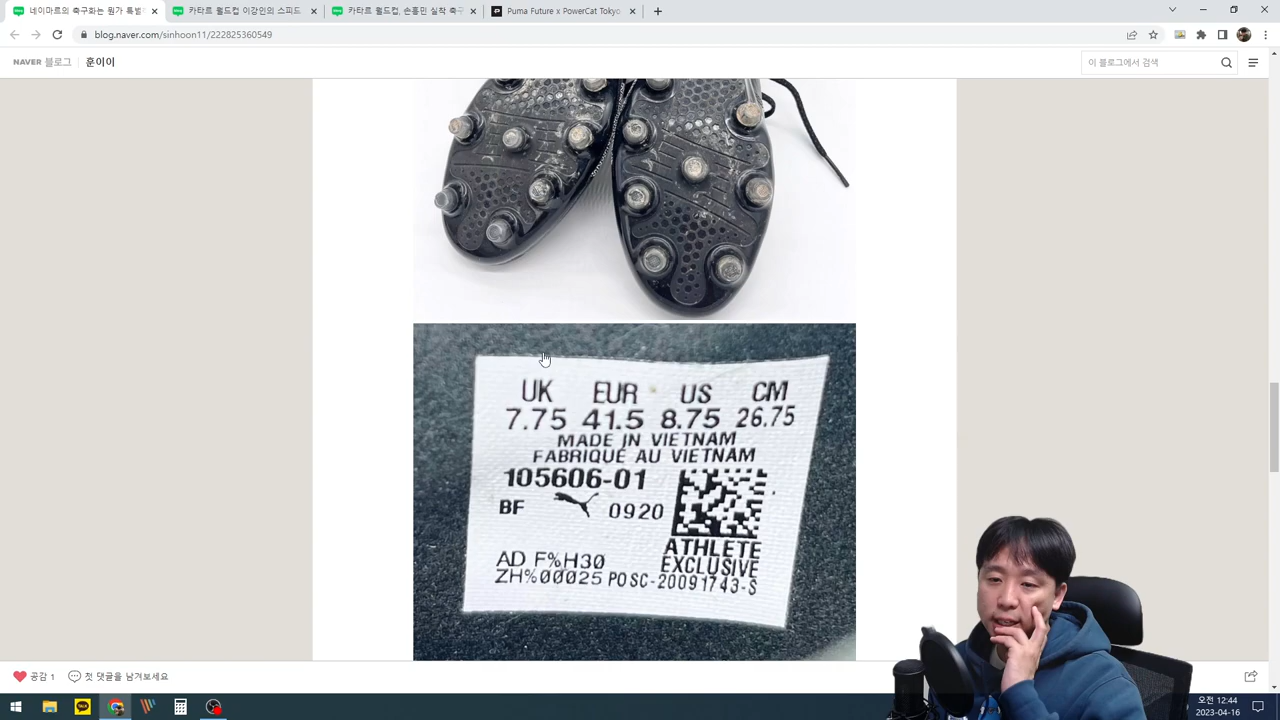 네이마르의 축구화는 뭔가 특별
카타르 월드컵 이강인의 스피드
카타르 월드컵, 손흥민 실착 축구
Puma Future x PowerCat Tokyo
blog.naver.com/sinhoon11/222825360549
NAVER 블로그 훈이이
이 블로그에서 검색
UK EUR US CM
7.75 41.5 8.75 26.75
MADE IN VIETNAM
FABRIQUÉ AU VIETNAM
105606-01
BF 0920
ATHLETE
EXCLUSIVE
AD F%H30
ZH%00025 POSC-20091743-S
공감 1 첫 댓글을 남겨보세요
오전 12:44
2023-04-16